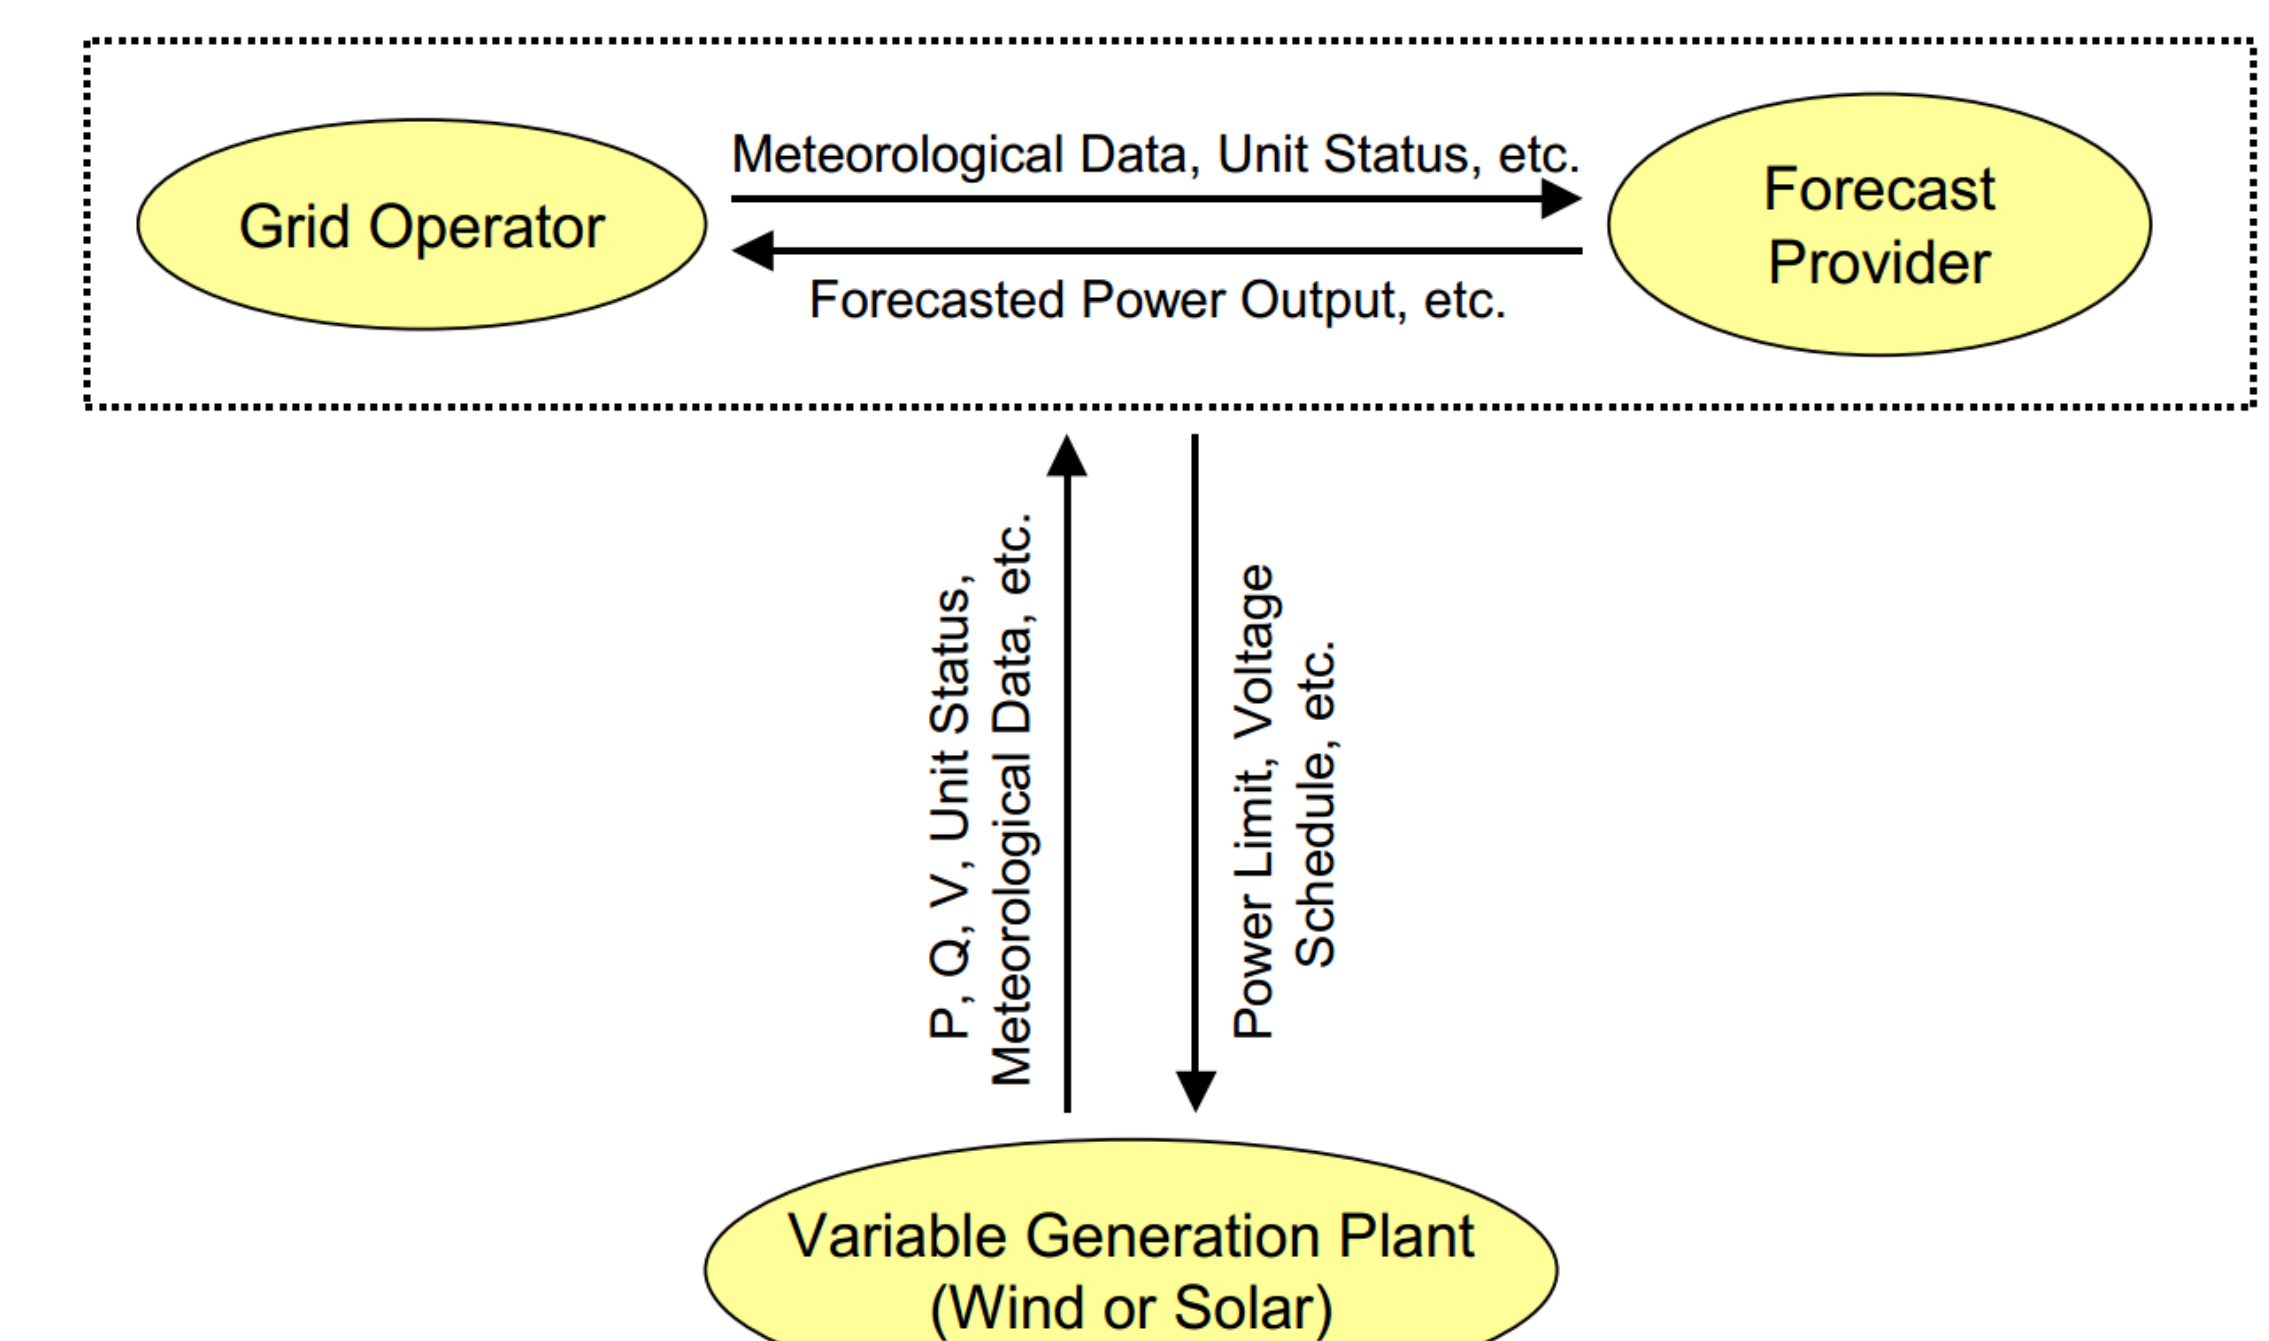 Meteorological Data, Unit Status, etc.
Grid Operator
Forecast
Provider
Forecasted Power Output, etc.
P, Q, V, Unit Status,
Meteorological Data, etc.
Power Limit, Voltage
Schedule, etc.
Variable Generation Plant
(Wind or Solar)